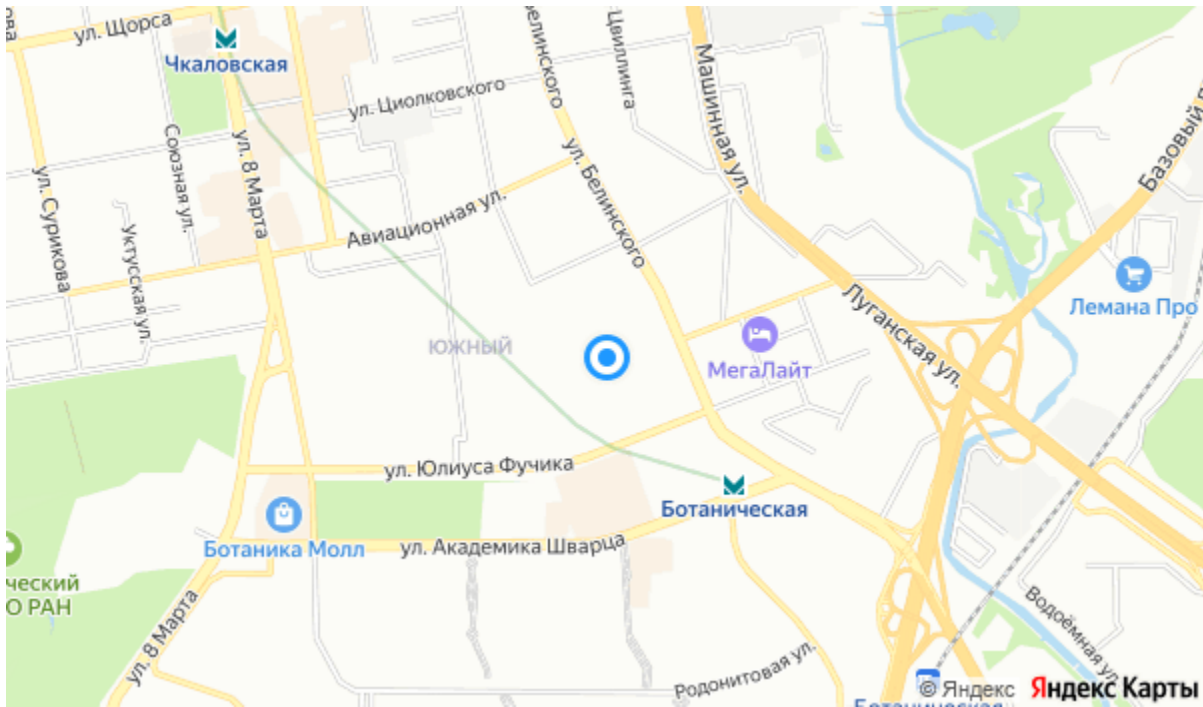 ул. Щорса
Чкаловская
Белинского
Цвиллинга
Машинная ул.
ул. Циолковского
Базовый п
Союзная ул.
ул. 8 Марта
ул. Белинского
ул. Сурикова
Уктусская ул.
Авиационная ул.
Лемана Про
Луганская ул.
ЮЖНЫЙ
МегаЛайт
ул. Юлиуса Фучика
Ботаническая
Ботаника Молл
ул. Академика Шварца
ческий
О РАН
ул. 8 Марта
Водоёмная ул.
Родонитовая ул.
© Яндекс Яндекс Карты
Ботаническая